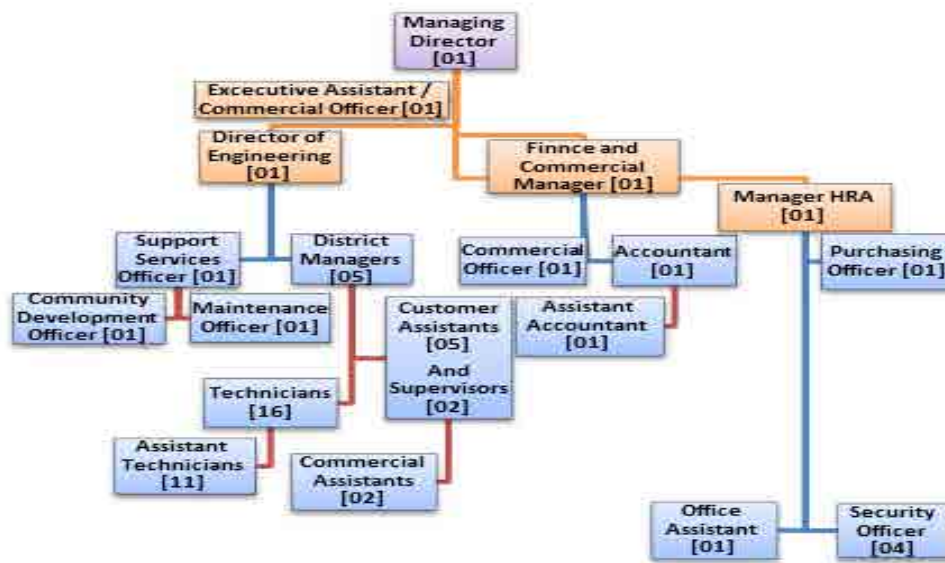 Managing
Director
[01]
Excecutive Assistant /
Commercial Officer [01]
Director of
Engineering
[01]
Finnce and
Commercial
Manager [01]
Manager HRA
[01]
Support
Services
Officer [01]
District
Managers
[05]
Commercial
Officer [01]
Accountant
[01]
Purchasing
Officer [01]
Community
Development
Officer [01]
Maintenance
Officer [01]
Customer
Assistants
[05]
And
Supervisors
[02]
Assistant
Accountant
[01]
Technicians
[16]
Assistant
Technicians
[11]
Commercial
Assistants
[02]
Office
Assistant
[01]
Security
Officer
[04]